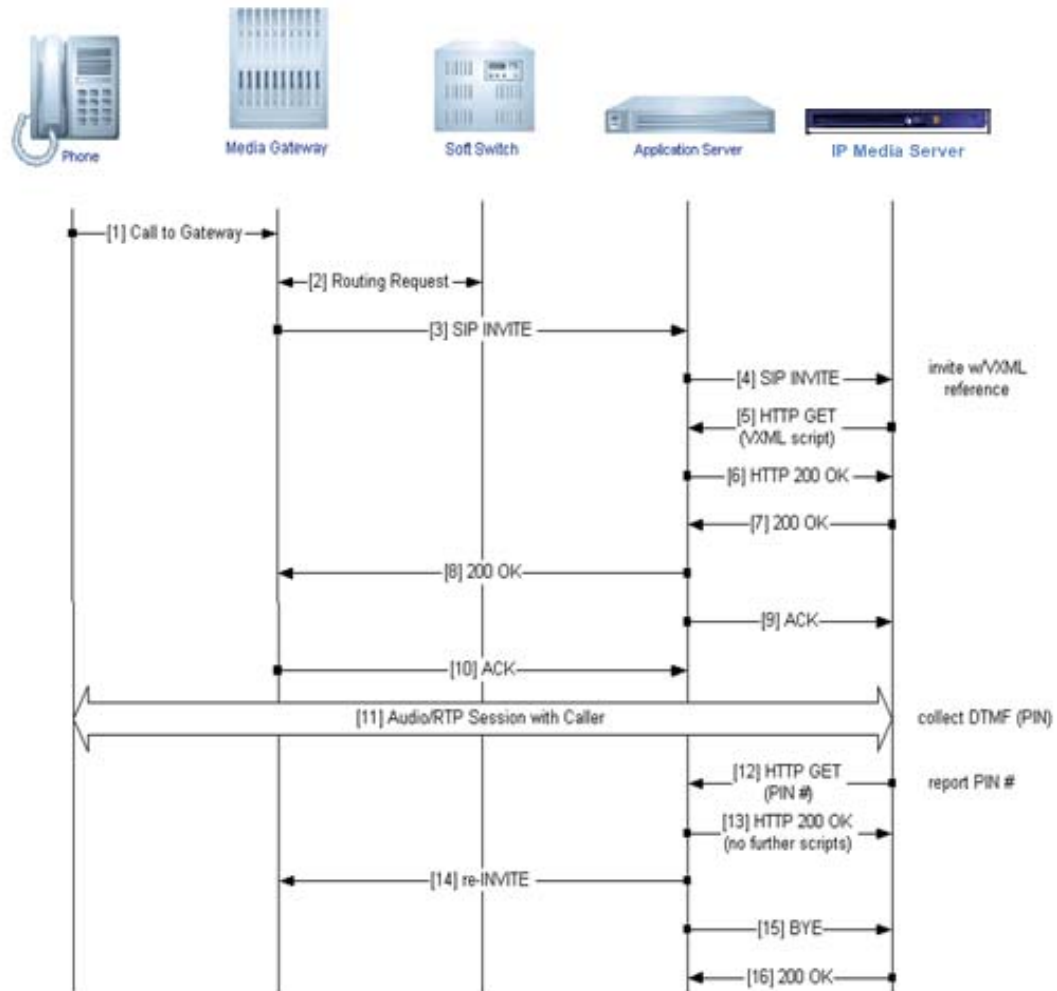 Phone
Media Gateway
Soft Switch
Application Server
IP Media Server
[1] Call to Gateway
[2] Routing Request
[3] SIP INVITE
[4] SIP INVITE
invite w/VXML
reference
[5] HTTP GET
(VXML script)
[6] HTTP 200 OK
[7] 200 OK
[8] 200 OK
[9] ACK
[10] ACK
[11] Audio/RTP Session with Caller
collect DTMF (PIN)
[12] HTTP GET
(PIN #)
report PIN #
[13] HTTP 200 OK
(no further scripts)
[14] re-INVITE
[15] BYE
[16] 200 OK